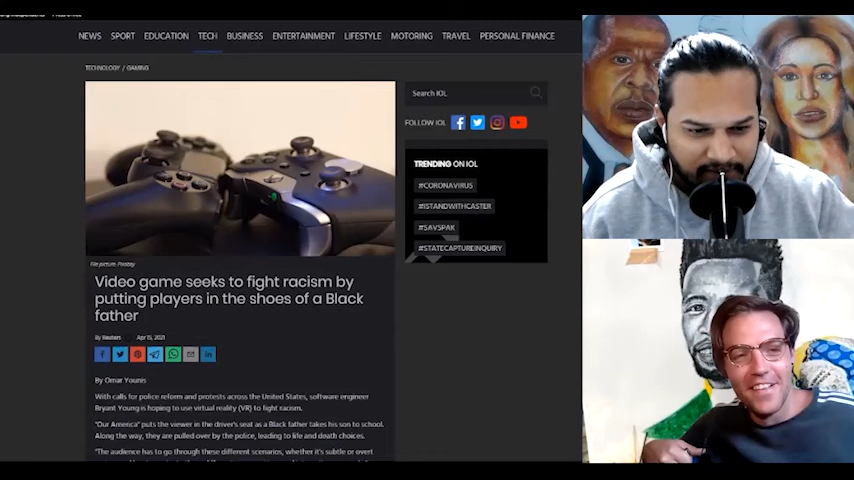 NEWS SPORT EDUCATION TECH BUSINESS ENTERTAINMENT LIFESTYLE MOTORING TRAVEL PERSONAL FINANCE
TECHNOLOGY / GAMING
Search IOL
FOLLOW IOL
TRENDING ON IOL
#CORONAVIRUS
#ISTANDWITHCASTER
#SAVSPAK
#STATECAPTUREINQUIRY
File picture: Pixabay
Video game seeks to fight racism by
putting players in the shoes of a Black
father
By Reuters Apr 15, 2021
By Omar Younis
With calls for police reform and protests across the United States, software engineer
Bryant Young is hoping to use virtual reality (VR) to fight racism.
"Our America" puts the viewer in the driver's seat as a Black father takes his son to school.
Along the way, they are pulled over by the police, leading to life and death choices.
"The audience has to go through these different scenarios, whether it's subtle or overt